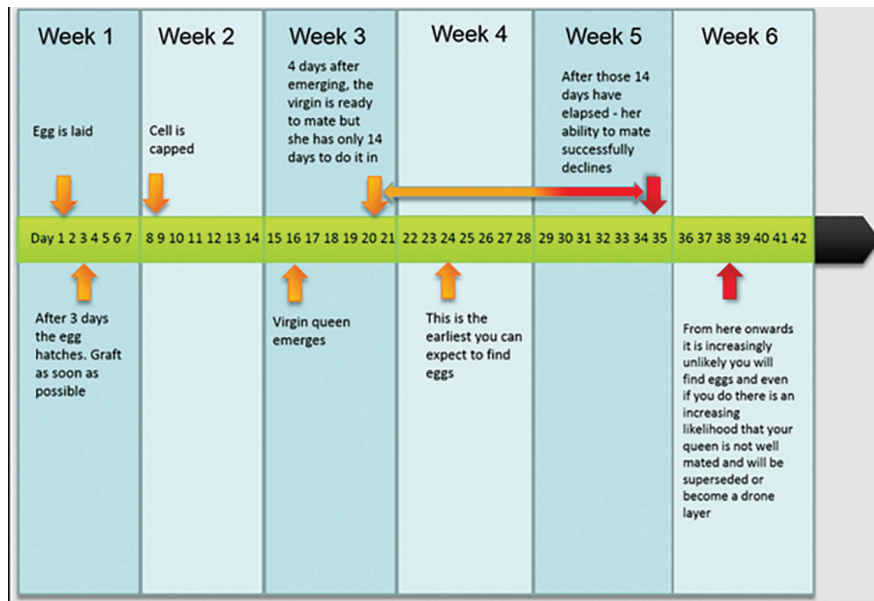 Week 1
Week 2
Week 3
Week 4
Week 5
Week 6
Egg is laid
Cell is
capped
4 days after
emerging, the
virgin is ready
to mate but
she has only 14
days to do it in
After those 14
days have
elapsed - her
ability to mate
successfully
declines
Day 1 2 3 4 5 6 7
8 9 10 11 12 13 14
15 16 17 18 19 20 21
22 23 24 25 26 27 28
29 30 31 32 33 34 35
36 37 38 39 40 41 42
After 3 days
the egg
hatches. Graft
as soon as
possible
Virgin queen
emerges
This is the
earliest you can
expect to find
eggs
From here onwards
it is increasingly
unlikely you will
find eggs and even
if you do there is an
increasing
likelihood that your
queen is not well
mated and will be
superseded or
become a drone
layer